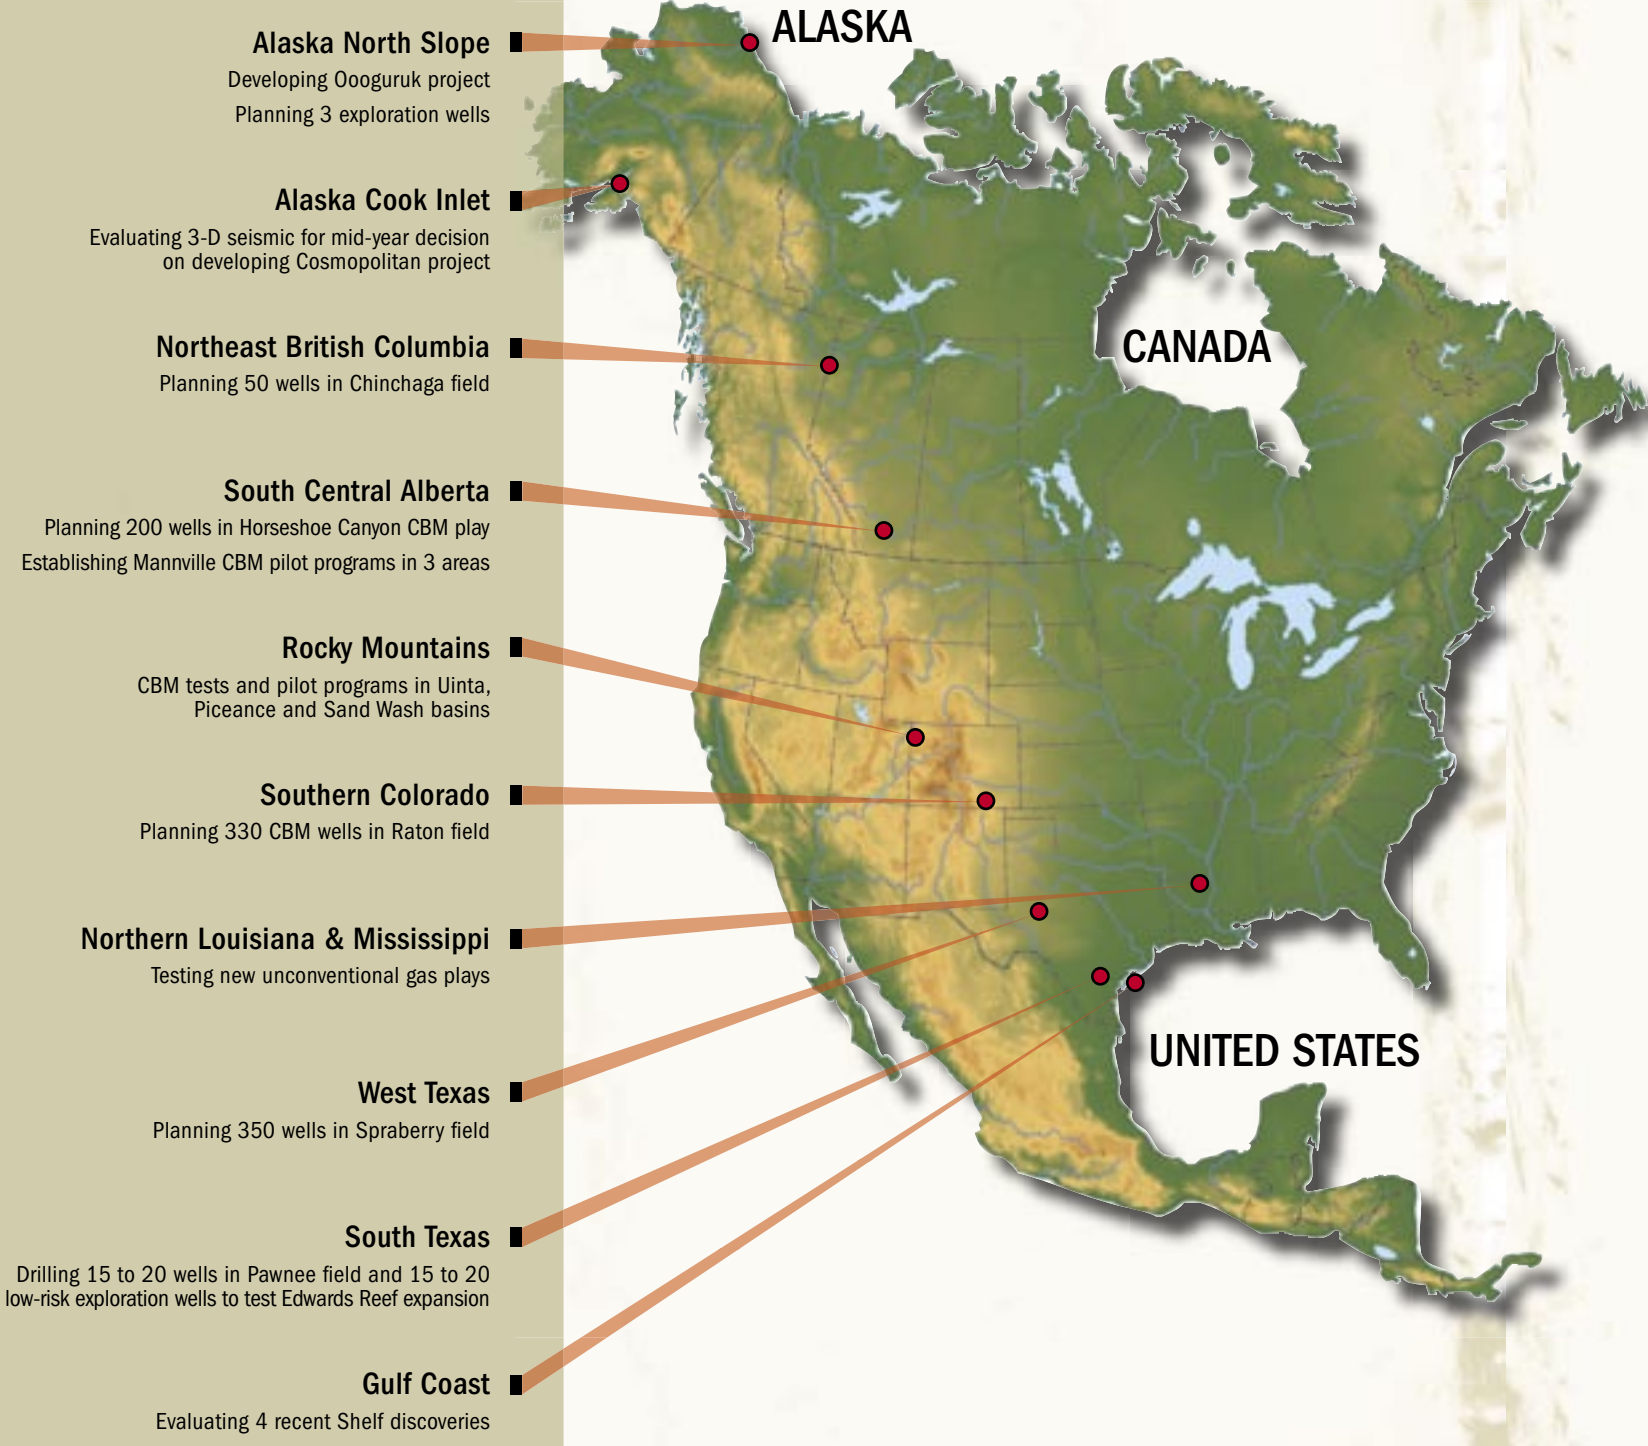 ALASKA
Alaska North Slope
Developing Oooguruk project
Planning 3 exploration wells
Alaska Cook Inlet
Evaluating 3-D seismic for mid-year decision
on developing Cosmopolitan project
CANADA
Northeast British Columbia
Planning 50 wells in Chinchaga field
South Central Alberta
Planning 200 wells in Horseshoe Canyon CBM play
Establishing Mannville CBM pilot programs in 3 areas
Rocky Mountains
CBM tests and pilot programs in Uinta,
Piceance and Sand Wash basins
Southern Colorado
Planning 330 CBM wells in Raton field
Northern Louisiana & Mississippi
Testing new unconventional gas plays
UNITED STATES
West Texas
Planning 350 wells in Spraberry field
South Texas
Drilling 15 to 20 wells in Pawnee field and 15 to 20
low-risk exploration wells to test Edwards Reef expansion
Gulf Coast
Evaluating 4 recent Shelf discoveries